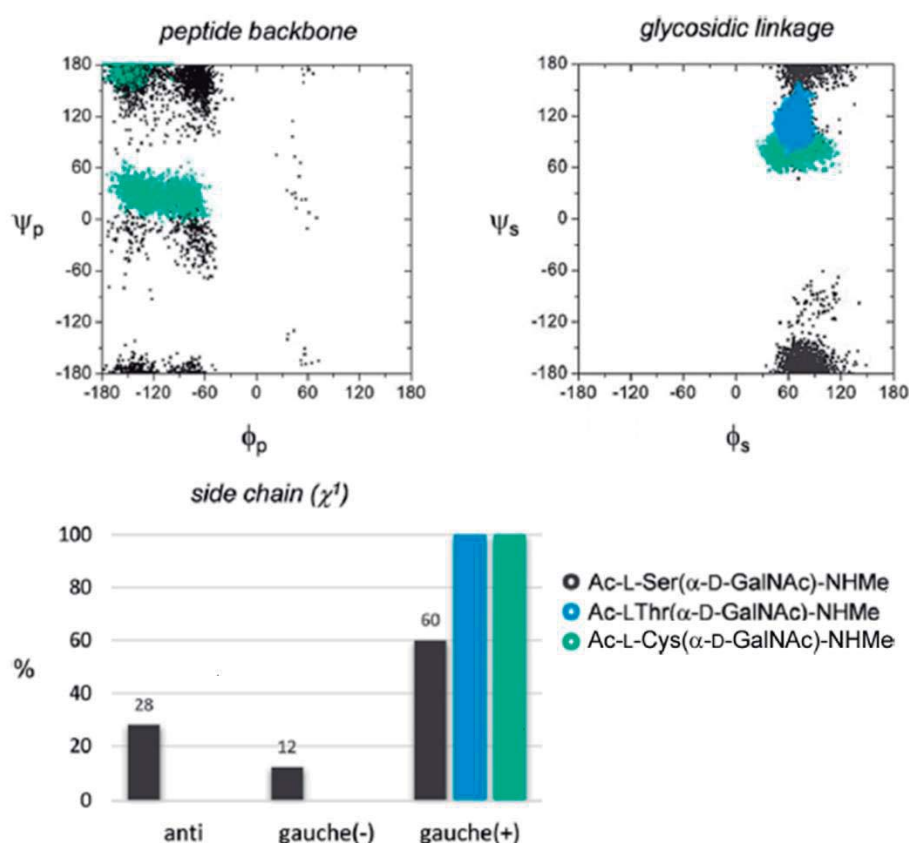 peptide backbone
180
120
60
ψp
0
-60
-120
-180
-180 -120 -60 0 60 120 180
ϕp
glycosidic linkage
180
120
60
ψs
0
-60
-120
-180
-180 -120 -60 0 60 120 180
ϕs
side chain (χ1)
100
80
60
%
40
20
0
28
12
60
anti gauche(-) gauche(+)
Ac-L-Ser(α-D-GalNAc)-NHMe
Ac-LThr(α-D-GalNAc)-NHMe
Ac-L-Cys(α-D-GalNAc)-NHMe